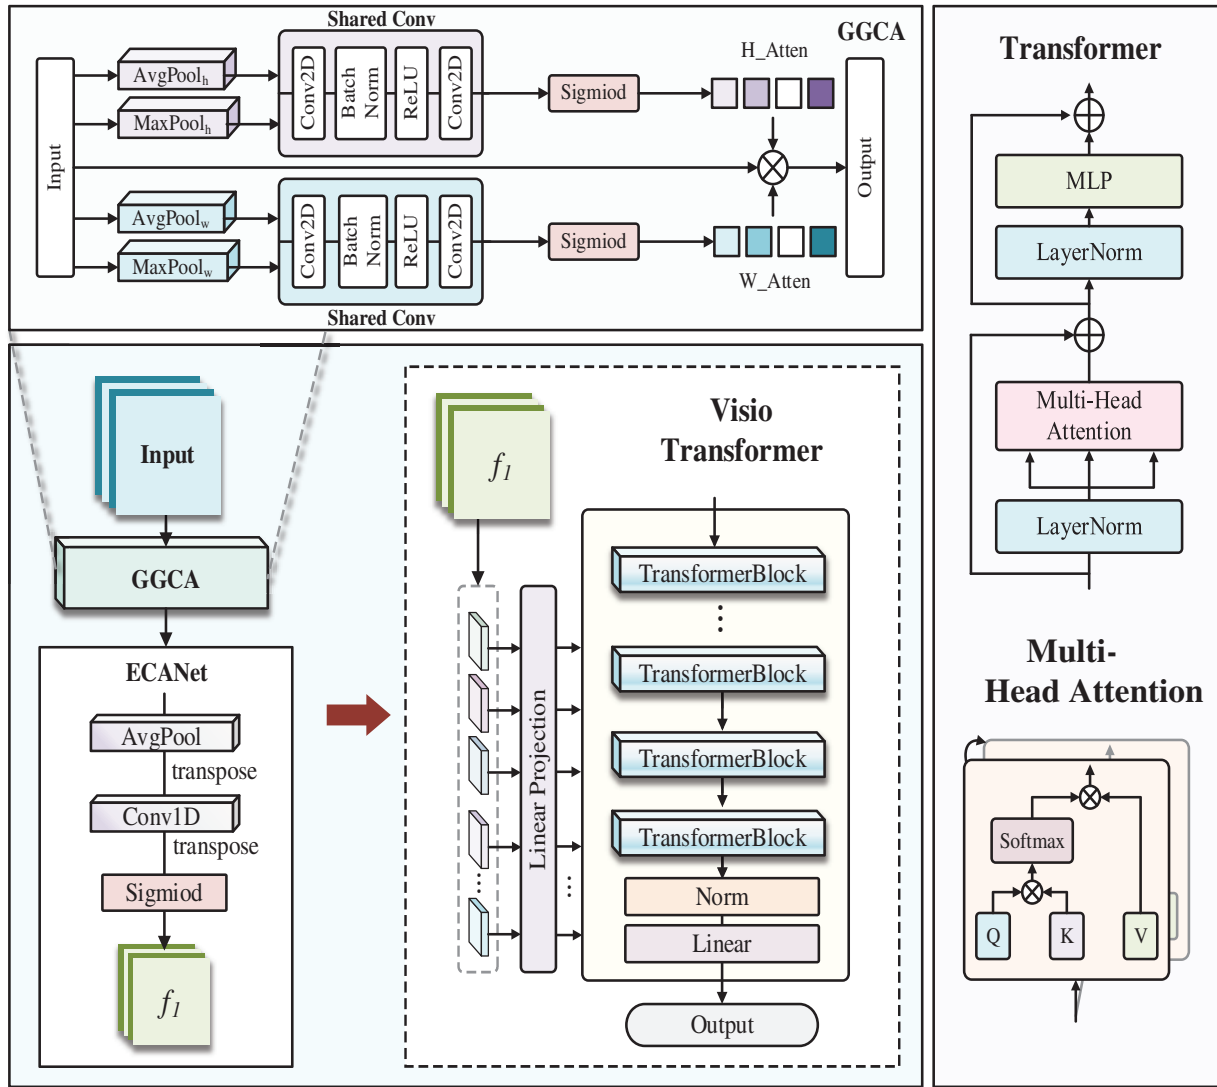 Shared Conv
GGCA
Input
AvgPoolh
MaxPoolh
Conv2D
Batch
Norm
ReLU
Conv2D
Sigmiod
H_Atten
Output
AvgPoolw
MaxPoolw
Conv2D
Batch
Norm
ReLU
Conv2D
Sigmiod
W_Atten
Shared Conv
Input
GGCA
ECANet
AvgPool
transpose
Conv1D
transpose
Sigmiod
f1
f1
Visio
Transformer
Linear Projection
TransformerBlock
TransformerBlock
TransformerBlock
TransformerBlock
Norm
Linear
Output
Transformer
MLP
LayerNorm
Multi-Head
Attention
LayerNorm
Multi-
Head Attention
Softmax
Q
K
V